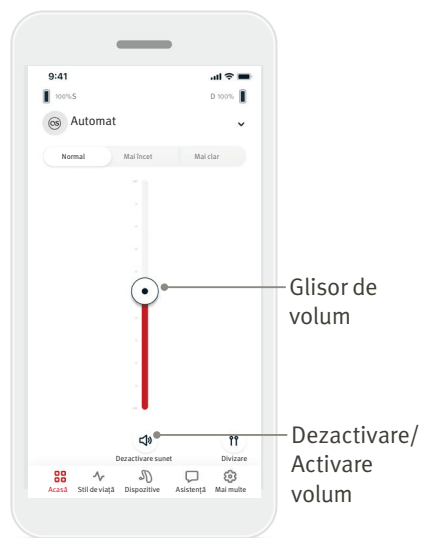 9:41
100%S
D 100%
OS Automat
Normal Mai încet Mai clar
Glisor de
volum
Dezactivare sunet Divizare
Dezactivare/
Activare
volum
Acasă Stil de viață Dispozitive Asistență Mai multe